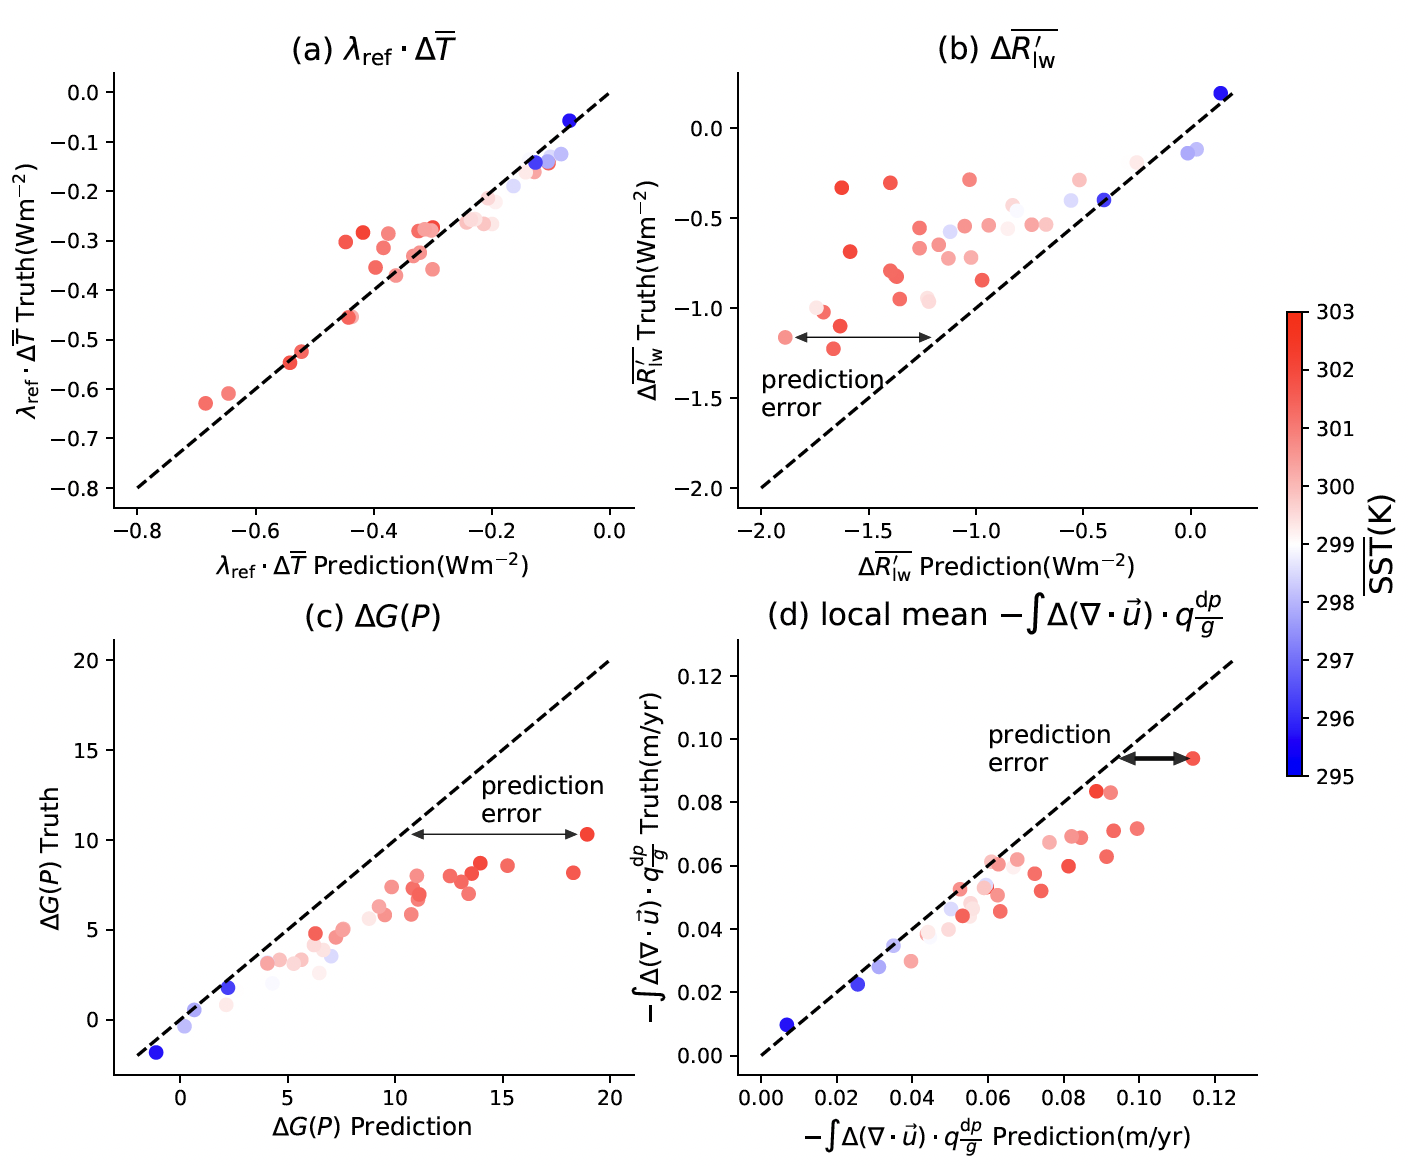 (a) λref · ΔT̿
0.0
−0.1
−0.2
−0.3
−0.4
−0.5
−0.6
−0.7
−0.8
λref · ΔT̿ Truth(Wm−2)
−0.8 −0.6 −0.4 −0.2 0.0
λref · ΔT̿ Prediction(Wm−2)
(b) ΔR̅′lw
0.0
−0.5
−1.0
−1.5
−2.0
ΔR̅′lw Truth(Wm−2)
prediction
error
−2.0 −1.5 −1.0 −0.5 0.0
ΔR̅′lw Prediction(Wm−2)
(c) ΔG(P)
20
15
10
5
0
ΔG(P) Truth
prediction
error
0 5 10 15 20
ΔG(P) Prediction
(d) local mean −∫Δ(∇ · u⃗) · q dp/g
0.12
0.10
0.08
0.06
0.04
0.02
0.00
−∫Δ(∇ · u⃗) · q dp/g Truth(m/yr)
prediction
error
0.00 0.02 0.04 0.06 0.08 0.10 0.12
−∫Δ(∇ · u⃗) · q dp/g Prediction(m/yr)
303
302
301
300
299
298
297
296
295
S̅S̅T̅(K)